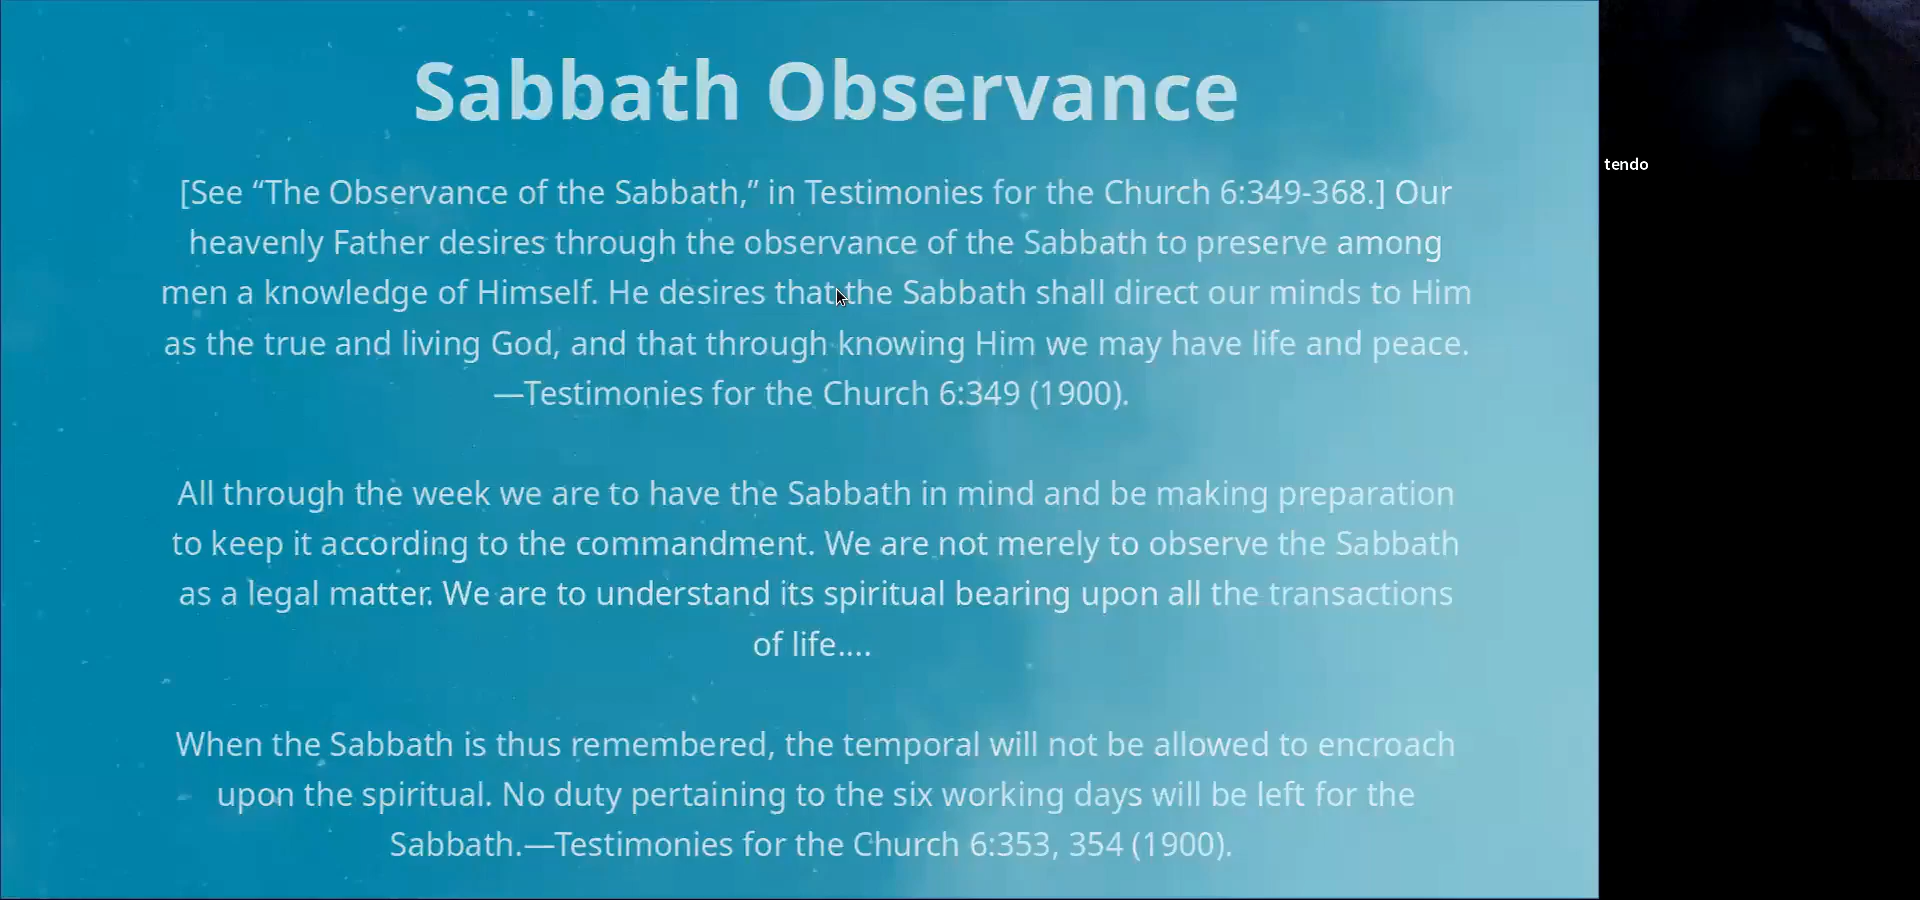 Sabbath Observance
[See “The Observance of the Sabbath,” in Testimonies for the Church 6:349-368.] Our
heavenly Father desires through the observance of the Sabbath to preserve among
men a knowledge of Himself. He desires that the Sabbath shall direct our minds to Him
as the true and living God, and that through knowing Him we may have life and peace.
—Testimonies for the Church 6:349 (1900).
All through the week we are to have the Sabbath in mind and be making preparation
to keep it according to the commandment. We are not merely to observe the Sabbath
as a legal matter. We are to understand its spiritual bearing upon all the transactions
of life....
When the Sabbath is thus remembered, the temporal will not be allowed to encroach
upon the spiritual. No duty pertaining to the six working days will be left for the
Sabbath.—Testimonies for the Church 6:353, 354 (1900).
tendo